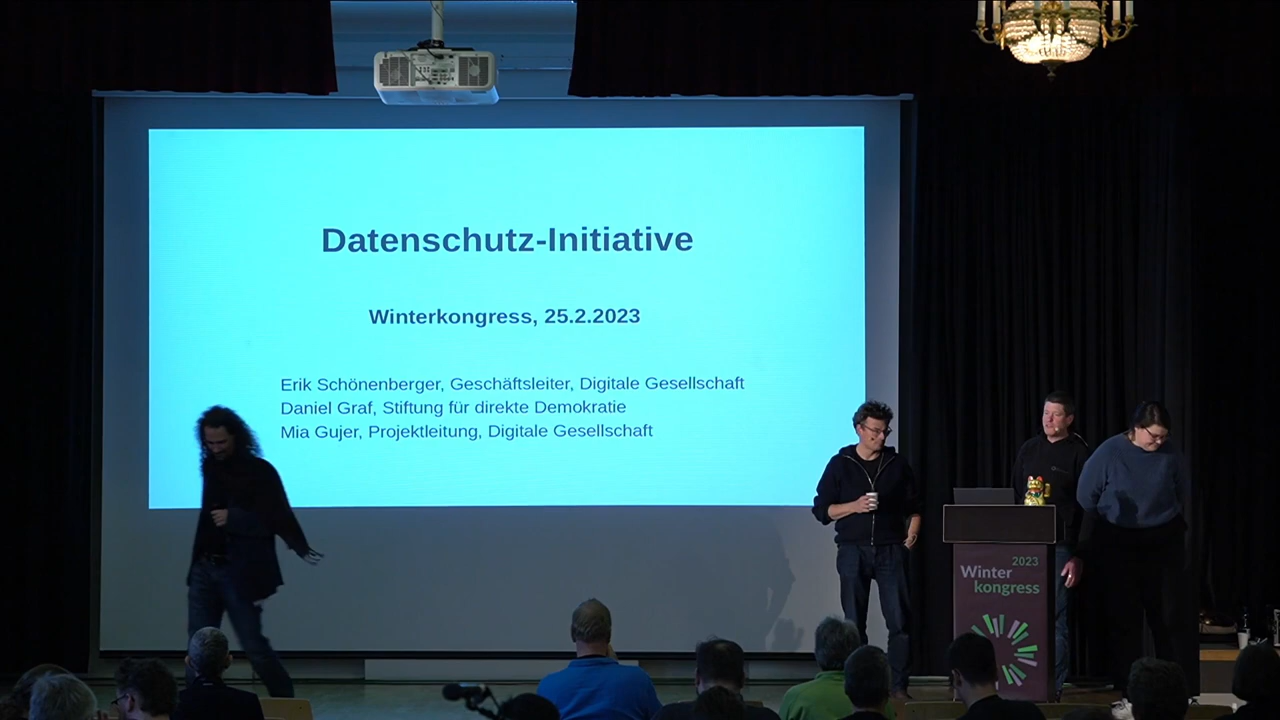 Datenschutz-Initiative
Winterkongress, 25.2.2023
Erik Schönenberger, Geschäftsleiter, Digitale Gesellschaft
Daniel Graf, Stiftung für direkte Demokratie
Mia Gujer, Projektleitung, Digitale Gesellschaft
2023
Winter
kongress